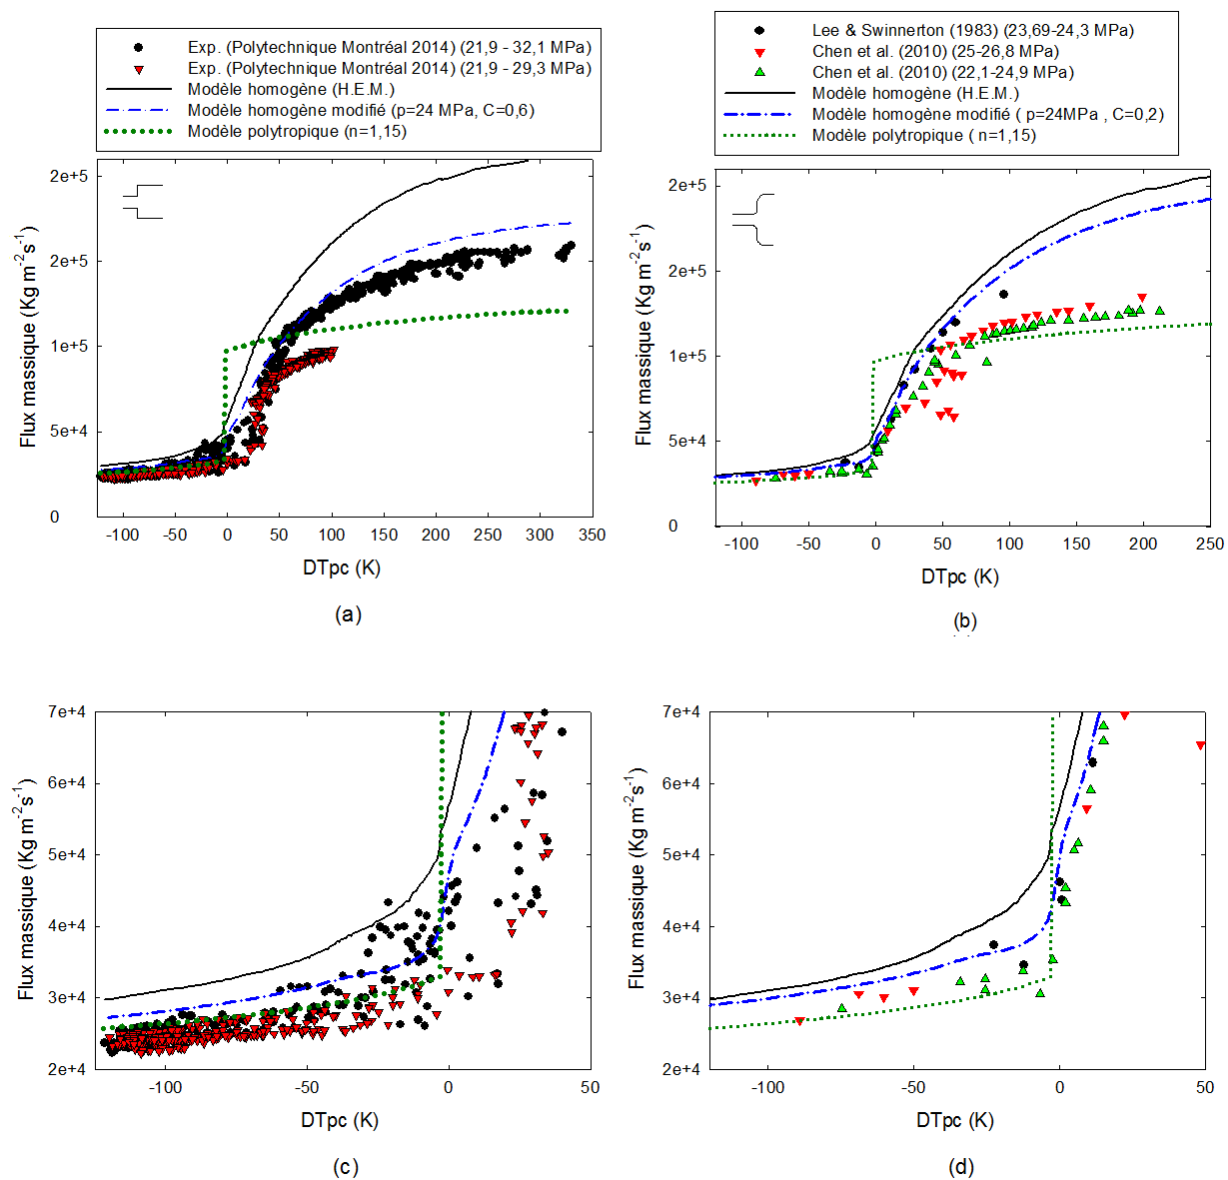 (a)
Exp. (Polytechnique Montréal 2014) (21,9 - 32,1 MPa)
Exp. (Polytechnique Montréal 2014) (21,9 - 29,3 MPa)
Modèle homogène (H.E.M.)
Modèle homogène modifié (p=24 MPa, C=0,6)
Modèle polytropique (n=1,15)
2e+5
2e+5
1e+5
5e+4
0
Flux massique (Kg m-2s-1)
-100 -50 0 50 100 150 200 250 300 350
DTpc (K)
(a)
(b)
Lee & Swinnerton (1983) (23,69-24,3 MPa)
Chen et al. (2010) (25-26,8 MPa)
Chen et al. (2010) (22,1-24,9 MPa)
Modèle homogène (H.E.M.)
Modèle homogène modifié ( p=24MPa , C=0,2)
Modèle polytropique ( n=1,15)
2e+5
2e+5
1e+5
5e+4
0
Flux massique (Kg m-2s-1)
-100 -50 0 50 100 150 200 250
DTpc (K)
(b)
7e+4
6e+4
5e+4
4e+4
3e+4
2e+4
Flux massique (Kg m-2s-1)
-100 -50 0 50
DTpc (K)
(c)
7e+4
6e+4
5e+4
4e+4
3e+4
2e+4
Flux massique (Kg m-2s-1)
-100 -50 0 50
DTpc (K)
(d)